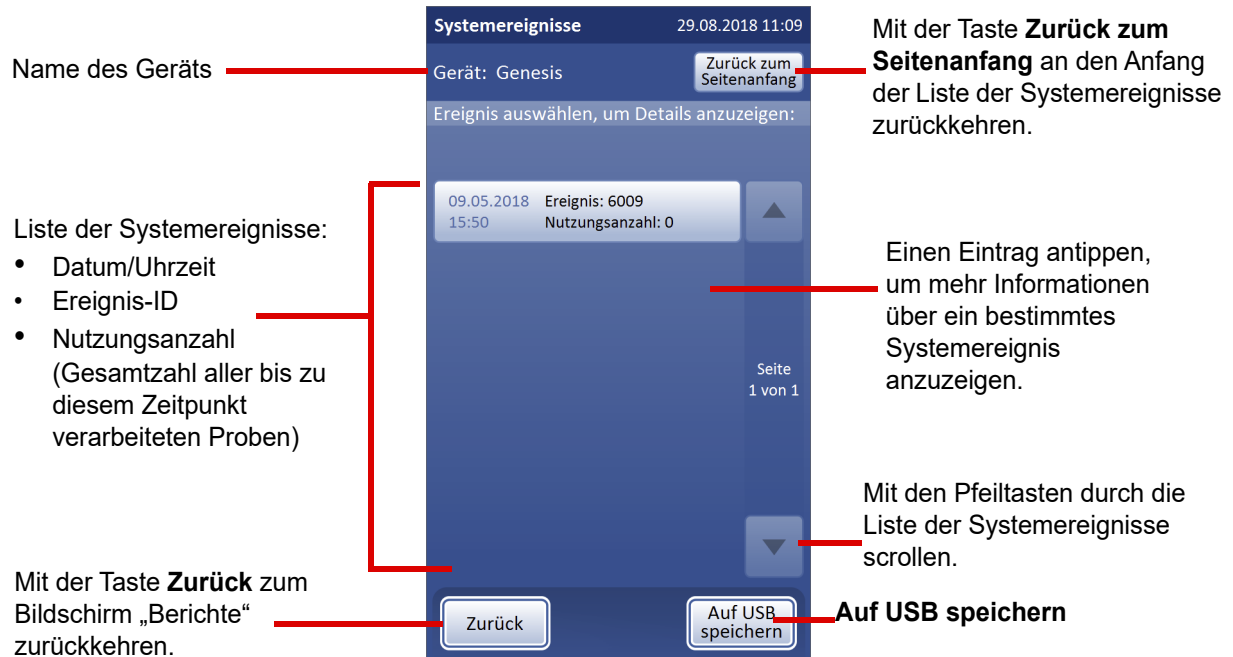 Name des Geräts
Liste der Systemereignisse:
• Datum/Uhrzeit
• Ereignis-ID
• Nutzungsanzahl
(Gesamtzahl aller bis zu
diesem Zeitpunkt
verarbeiteten Proben)
Mit der Taste Zurück zum
Bildschirm „Berichte“
zurückkehren.
Systemereignisse 29.08.2018 11:09
Gerät: Genesis
Zurück zum
Seitenanfang
Ereignis auswählen, um Details anzuzeigen:
09.05.2018 Ereignis: 6009
15:50 Nutzungsanzahl: 0
Seite
1 von 1
Zurück
Auf USB
speichern
Mit der Taste Zurück zum
Seitenanfang an den Anfang
der Liste der Systemereignisse
zurückkehren.
Einen Eintrag antippen,
um mehr Informationen
über ein bestimmtes
Systemereignis
anzuzeigen.
Mit den Pfeiltasten durch die
Liste der Systemereignisse
scrollen.
Auf USB speichern